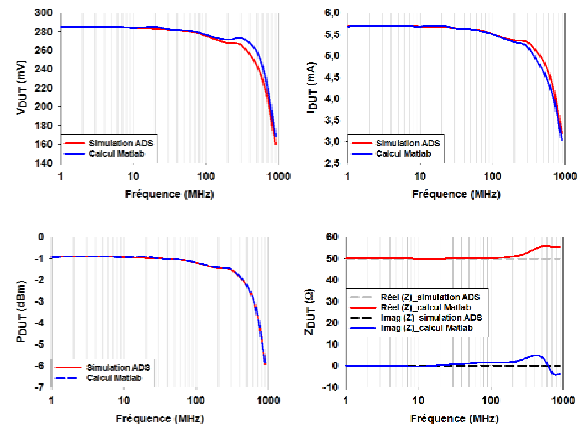 300
280
260
240
220
200
180
160
140
V_DUT (mV)
Simulation ADS
Calcul Matlab
1
10
100
1000
Fréquence (MHz)
6,0
5,5
5,0
4,5
4,0
3,5
3,0
2,5
I_DUT (mA)
Simulation ADS
Calcul Matlab
1
10
100
1000
Fréquence (MHz)
0
-1
-2
-3
-4
-5
-6
-7
P_DUT (dBm)
Simulation ADS
Calcul Matlab
1
10
100
1000
Fréquence (MHz)
60
50
40
30
20
10
0
-10
Z_DUT (Ω)
Réel (Z)_simulation ADS
Réel (Z)_calcul Matlab
Imag (Z)_simulation ADS
Imag (Z)_calcul Matlab
1
10
100
1000
Fréquence (MHz)